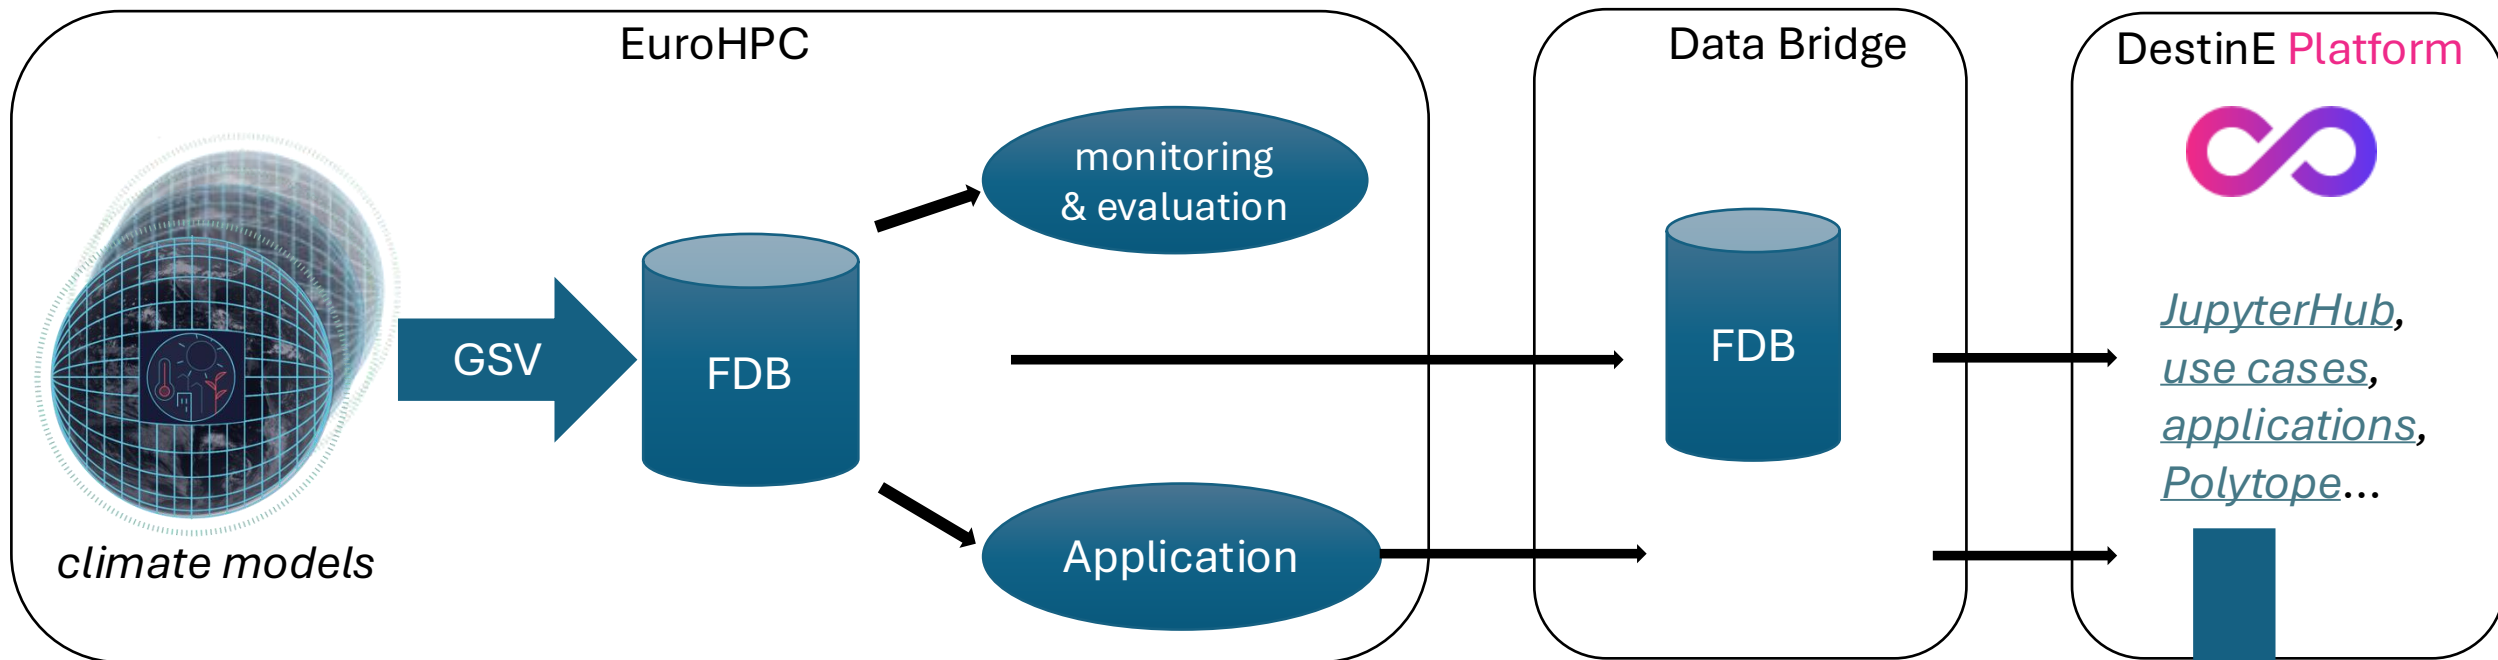 EuroHPC
Data Bridge
DestinE Platform
monitoring
& evaluation
GSV
FDB
FDB
JupyterHub,
use cases,
applications,
Polytope...
Application
climate models